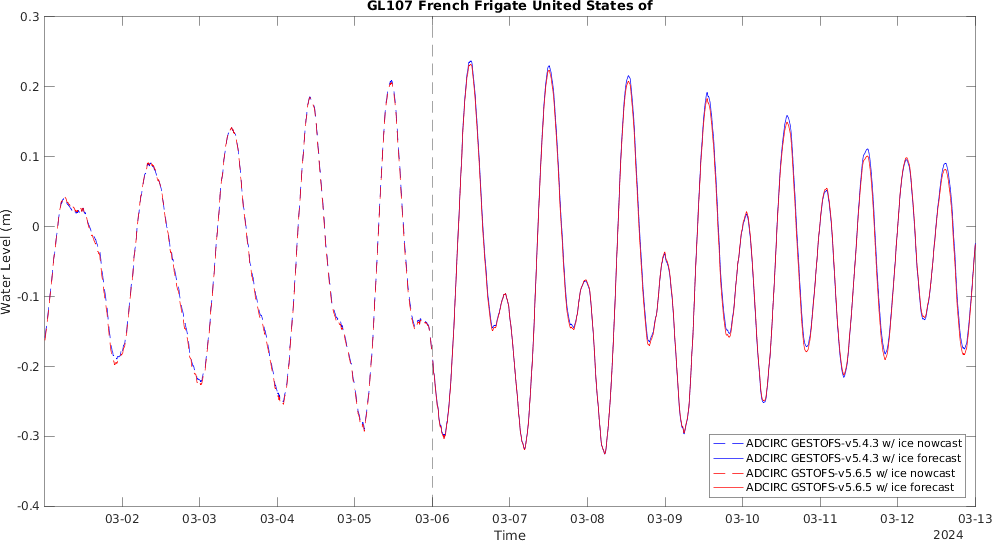 GL107 French Frigate United States of
0.3
0.2
0.1
0
-0.1
-0.2
-0.3
-0.4
Water Level (m)
ADCIRC GESTOFS-v5.4.3 w/ ice nowcast
ADCIRC GESTOFS-v5.4.3 w/ ice forecast
ADCIRC GSTOFS-v5.6.5 w/ ice nowcast
ADCIRC GSTOFS-v5.6.5 w/ ice forecast
03-02 03-03 03-04 03-05 03-06 03-07 03-08 03-09 03-10 03-11 03-12 03-13
Time
2024